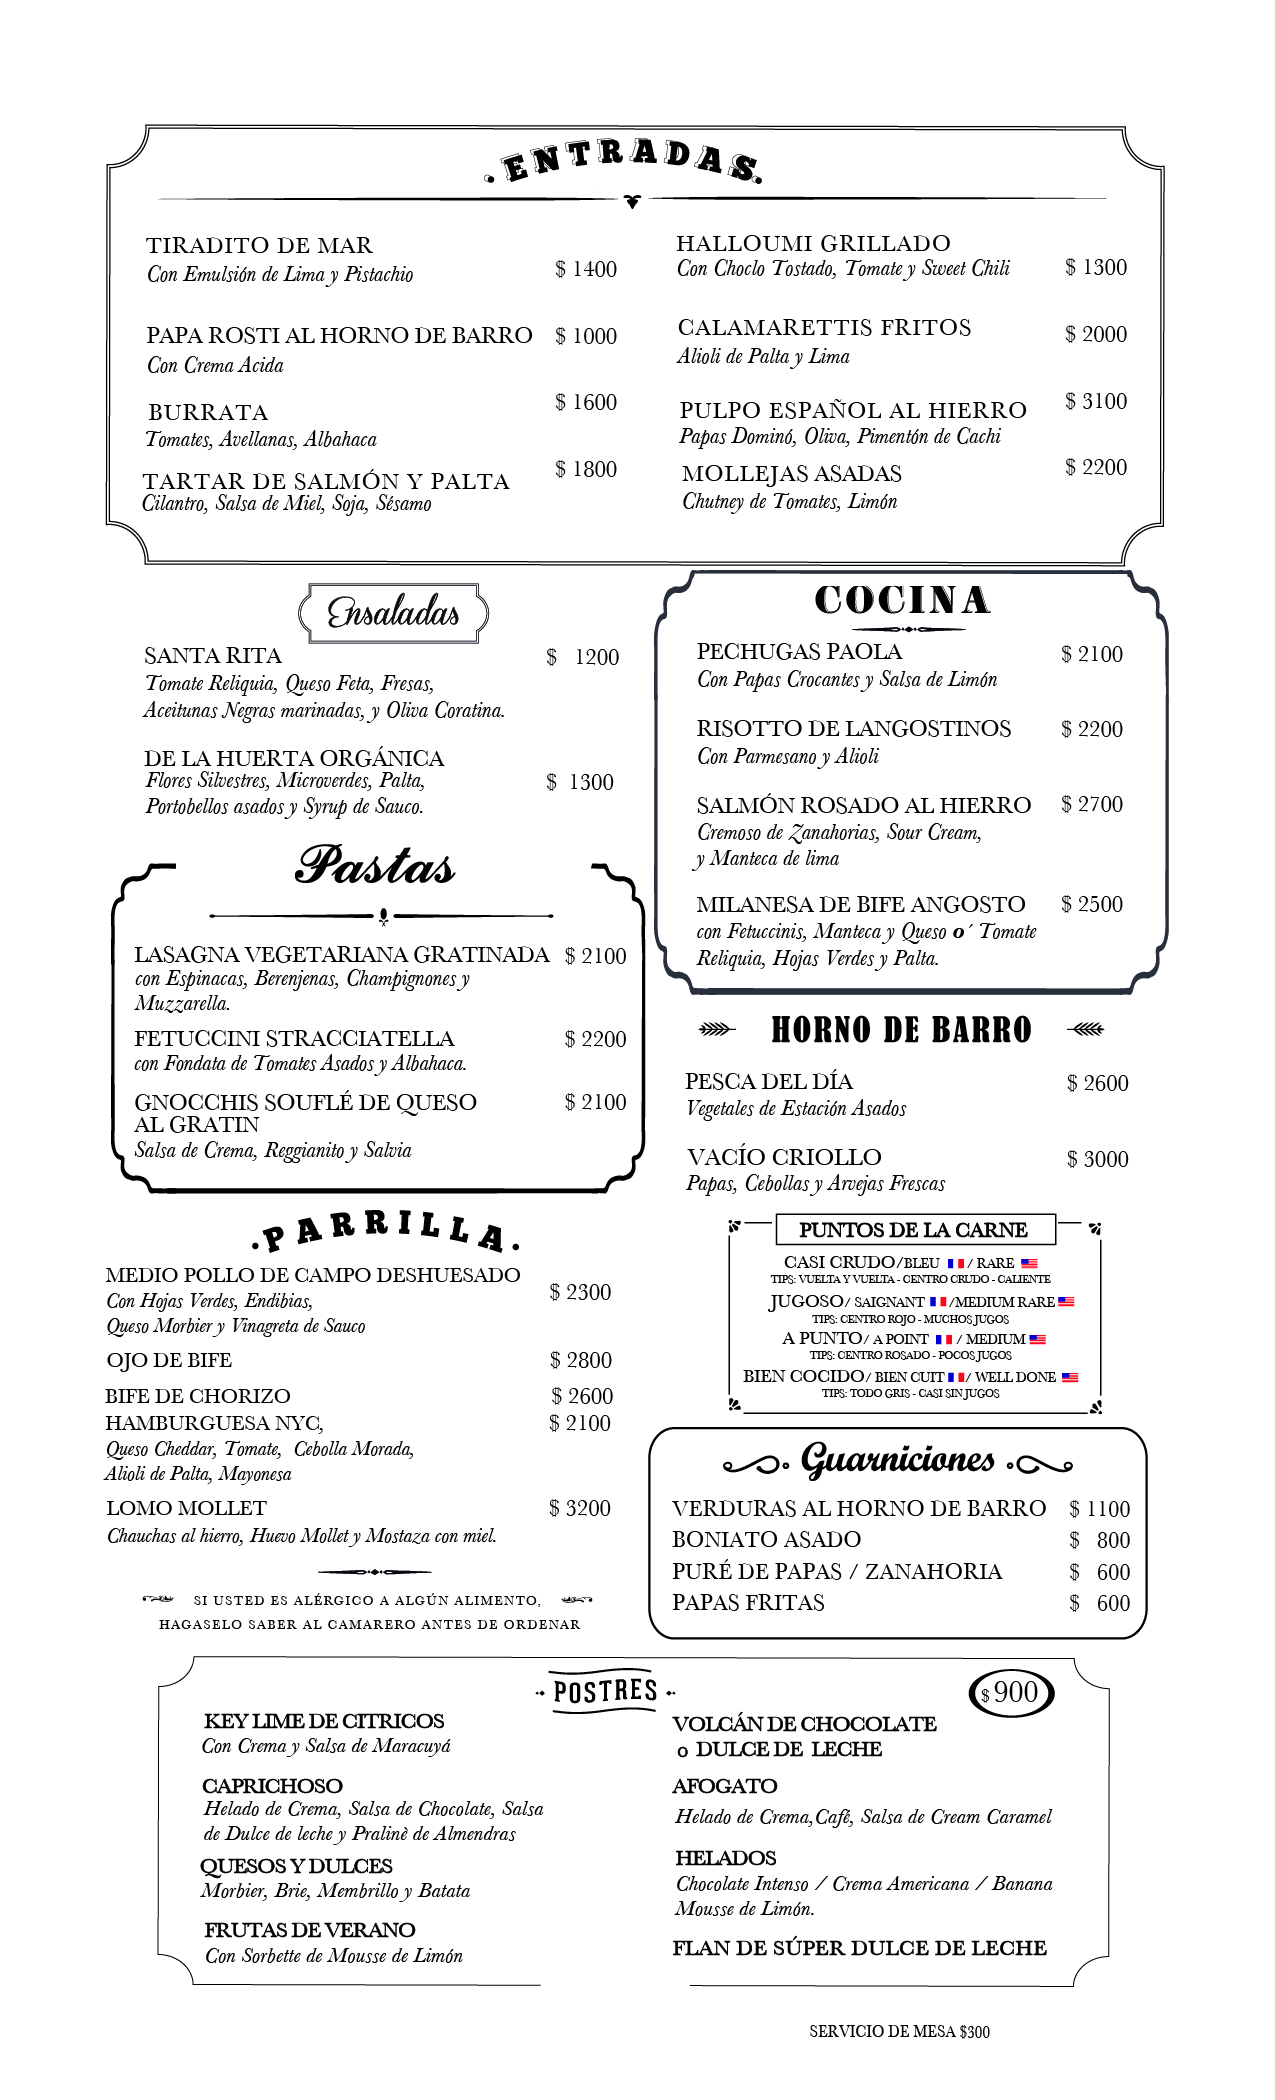 ENTRADAS
TIRADITO DE MAR
Con Emulsión de Lima y Pistachio
$ 1400
PAPA ROSTI AL HORNO DE BARRO $ 1000
Con Crema Acida
BURRATA $ 1600
Tomates, Avellanas, Albahaca
TARTAR DE SALMÓN Y PALTA $ 1800
Cilantro, Salsa de Miel, Soja, Sésamo
HALLOUMI GRILLADO
Con Choclo Tostado, Tomate y Sweet Chili $ 1300
CALAMARETTIS FRITOS $ 2000
Alioli de Palta y Lima
PULPO ESPAÑOL AL HIERRO $ 3100
Papas Dominó, Oliva, Pimentón de Cachi
MOLLEJAS ASADAS $ 2200
Chutney de Tomates, Limón
Ensaladas
SANTA RITA $ 1200
Tomate Reliquia, Queso Feta, Fresas,
Aceitunas Negras marinadas, y Oliva Coratina.
DE LA HUERTA ORGÁNICA
Flores Silvestres, Microverdes, Palta, $ 1300
Portobellos asados y Syrup de Sauco.
Pastas
LASAGNA VEGETARIANA GRATINADA $ 2100
con Espinacas, Berenjenas, Champignones y
Muzzarella.
FETUCCINI STRACCIATELLA $ 2200
con Fondata de Tomates Asados y Albahaca.
GNOCCHIS SOUFLÉ DE QUESO $ 2100
AL GRATIN
Salsa de Crema, Reggianito y Salvia
COCINA
PECHUGAS PAOLA $ 2100
Con Papas Crocantes y Salsa de Limón
RISOTTO DE LANGOSTINOS $ 2200
Con Parmesano y Alioli
SALMÓN ROSADO AL HIERRO $ 2700
Cremoso de Zanahorias, Sour Cream,
y Manteca de lima
MILANESA DE BIFE ANGOSTO $ 2500
con Fetuccinis, Manteca y Queso o´ Tomate
Reliquia, Hojas Verdes y Palta.
HORNO DE BARRO
PESCA DEL DÍA $ 2600
Vegetales de Estación Asados
VACÍO CRIOLLO $ 3000
Papas, Cebollas y Arvejas Frescas
PARRILLA
MEDIO POLLO DE CAMPO DESHUESADO
Con Hojas Verdes, Endibias, $ 2300
Queso Morbier y Vinagreta de Sauco
OJO DE BIFE $ 2800
BIFE DE CHORIZO $ 2600
HAMBURGUESA NYC, $ 2100
Queso Cheddar, Tomate, Cebolla Morada,
Alioli de Palta, Mayonesa
LOMO MOLLET $ 3200
Chauchas al hierro, Huevo Mollet y Mostaza con miel.
SI USTED ES ALÉRGICO A ALGÚN ALIMENTO,
HAGASELO SABER AL CAMARERO ANTES DE ORDENAR
PUNTOS DE LA CARNE
CASI CRUDO/BLEU / RARE
TIPS: VUELTA Y VUELTA - CENTRO CRUDO - CALIENTE
JUGOSO/ SAIGNANT /MEDIUM RARE
TIPS: CENTRO ROJO - MUCHOS JUGOS
A PUNTO/ A POINT / MEDIUM
TIPS: CENTRO ROSADO - POCOS JUGOS
BIEN COCIDO/ BIEN CUIT / WELL DONE
TIPS: TODO GRIS - CASI SIN JUGOS
Guarniciones
VERDURAS AL HORNO DE BARRO $ 1100
BONIATO ASADO $ 800
PURÉ DE PAPAS / ZANAHORIA $ 600
PAPAS FRITAS $ 600
POSTRES
$ 900
KEY LIME DE CITRICOS
Con Crema y Salsa de Maracuyá
CAPRICHOSO
Helado de Crema, Salsa de Chocolate, Salsa
de Dulce de leche y Pralinè de Almendras
QUESOS Y DULCES
Morbier, Brie, Membrillo y Batata
FRUTAS DE VERANO
Con Sorbette de Mousse de Limón
VOLCÁN DE CHOCOLATE
o DULCE DE LECHE
AFOGATO
Helado de Crema,Cafè, Salsa de Cream Caramel
HELADOS
Chocolate Intenso / Crema Americana / Banana
Mousse de Limón.
FLAN DE SÚPER DULCE DE LECHE
SERVICIO DE MESA $300